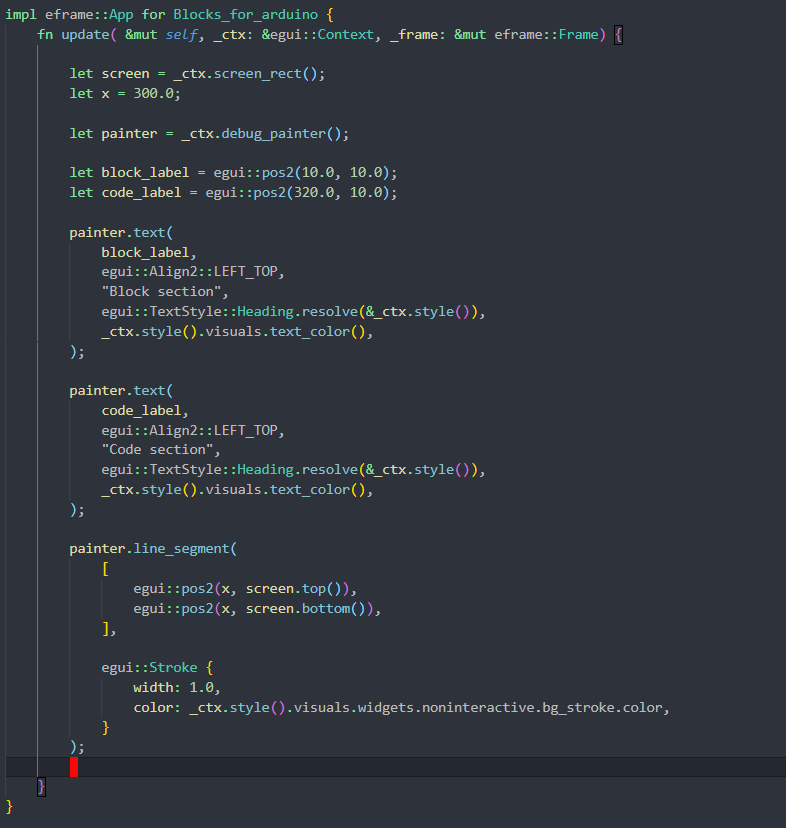 impl eframe::App for Blocks_for_arduino {
    fn update( &mut self, _ctx: &egui::Context, _frame: &mut eframe::Frame) {

        let screen = _ctx.screen_rect();
        let x = 300.0;

        let painter = _ctx.debug_painter();

        let block_label = egui::pos2(10.0, 10.0);
        let code_label = egui::pos2(320.0, 10.0);

        painter.text(
            block_label,
            egui::Align2::LEFT_TOP,
            "Block section",
            egui::TextStyle::Heading.resolve(&_ctx.style()),
            _ctx.style().visuals.text_color(),
        );

        painter.text(
            code_label,
            egui::Align2::LEFT_TOP,
            "Code section",
            egui::TextStyle::Heading.resolve(&_ctx.style()),
            _ctx.style().visuals.text_color(),
        );

        painter.line_segment(
            [
                egui::pos2(x, screen.top()),
                egui::pos2(x, screen.bottom()),
            ],

            egui::Stroke {
                width: 1.0,
                color: _ctx.style().visuals.widgets.noninteractive.bg_stroke.color,
            }
        );

    }
}